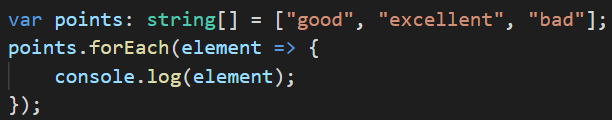 var points: string[] = ["good", "excellent", "bad"];
points.forEach(element => {
    console.log(element);
});